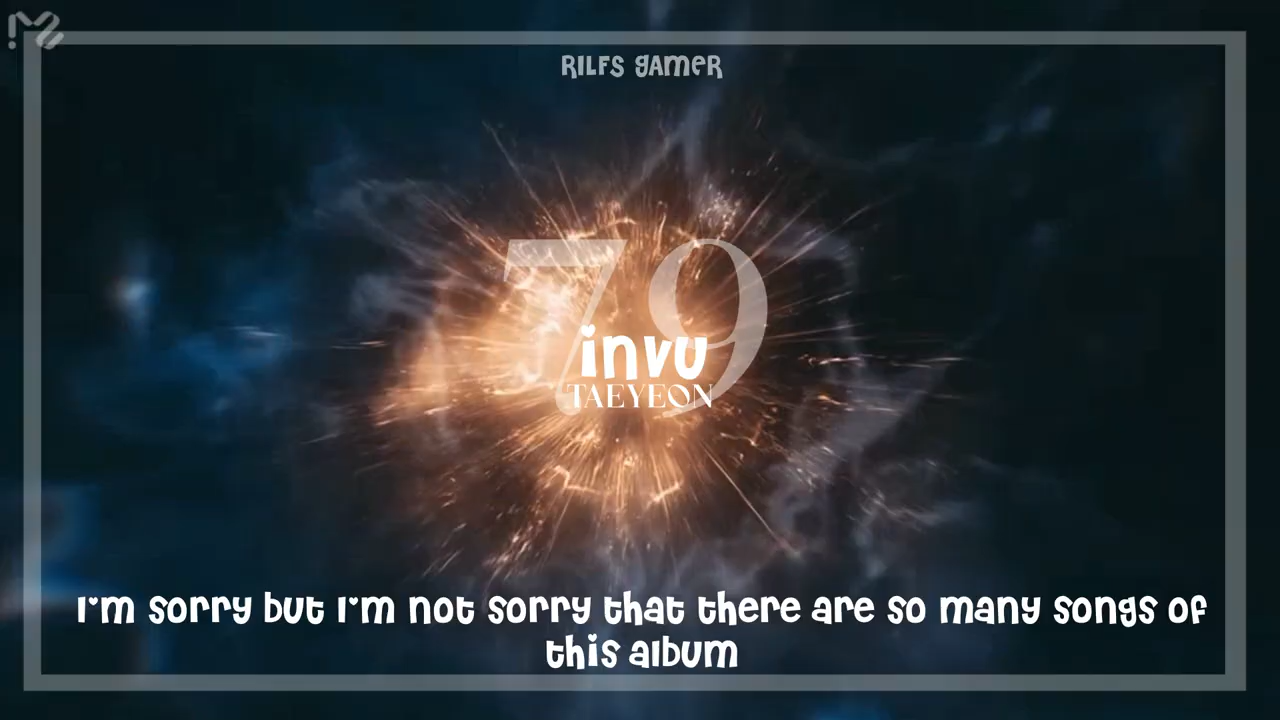 RILFS GAMER
79
invu
TAEYEON
I'm sorry but I'm not sorry that there are so many songs of
this album